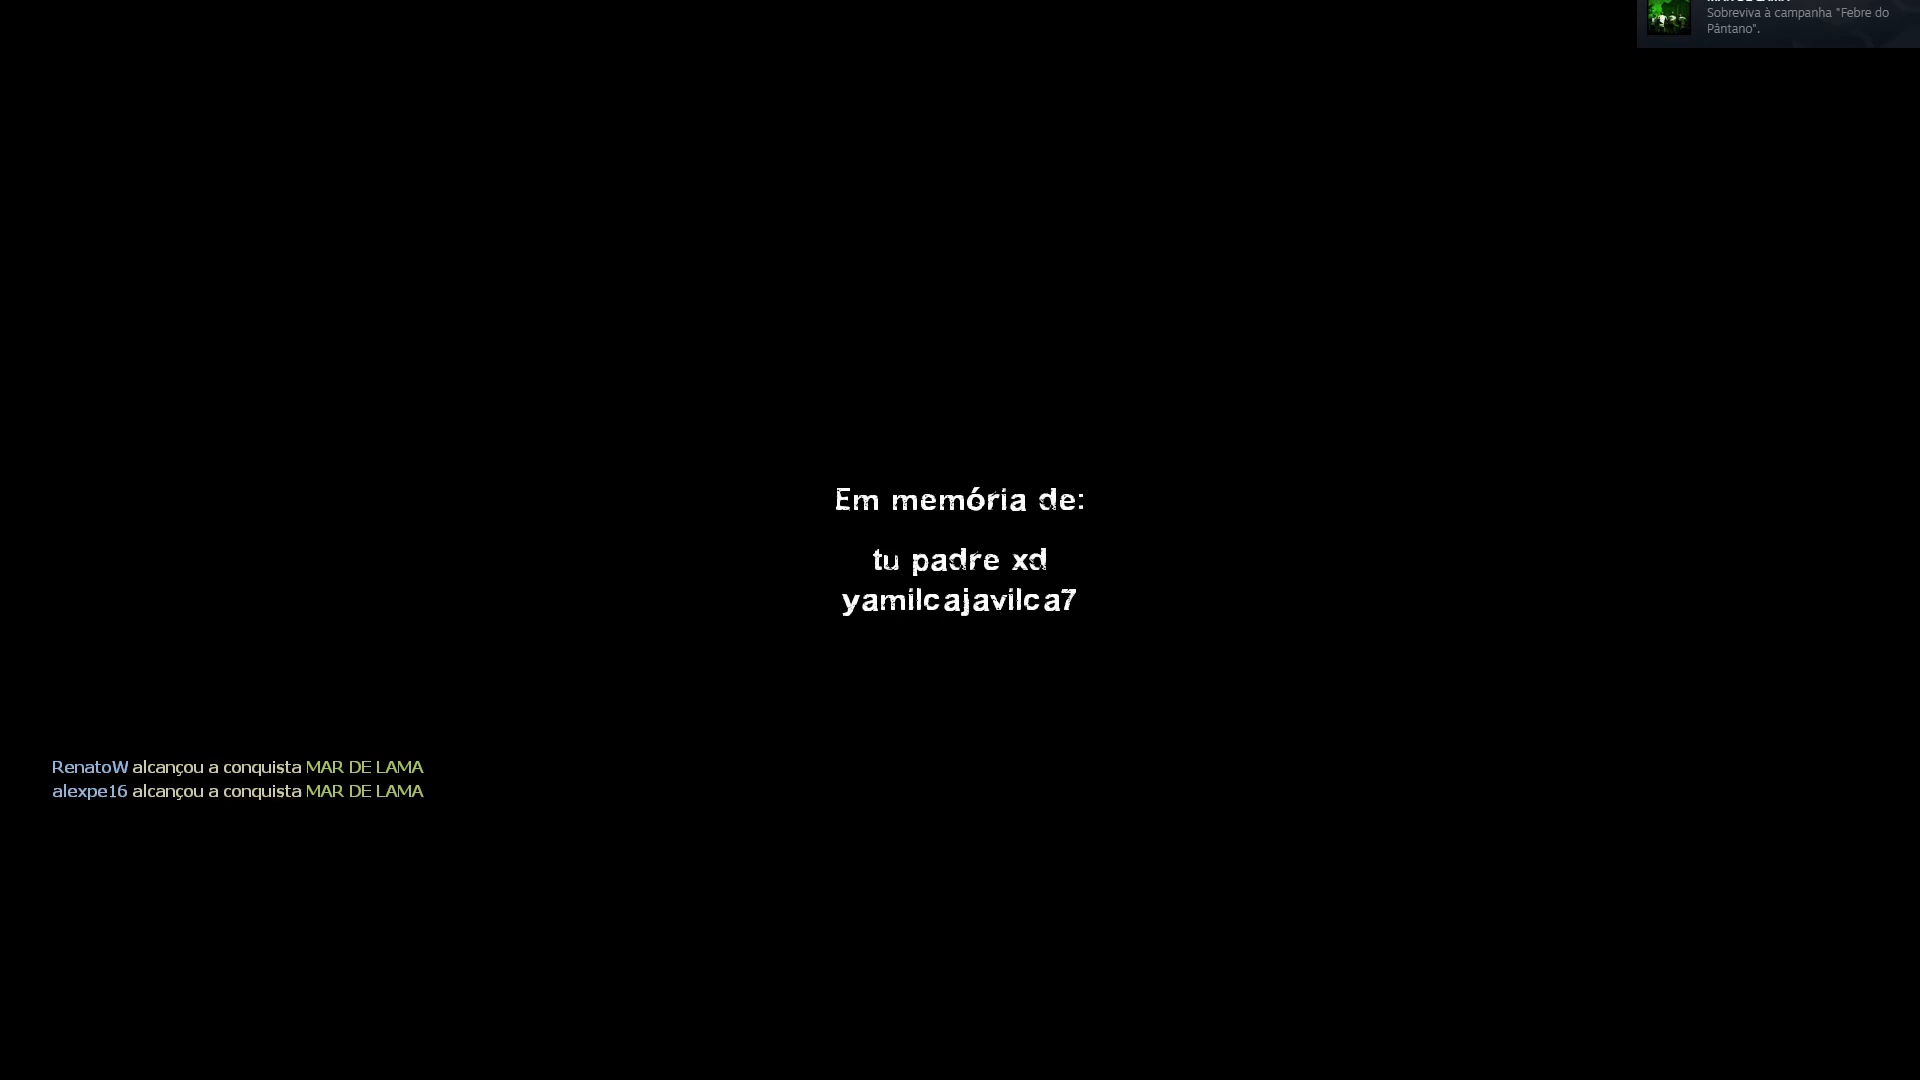 Sobreviva à campanha "Febre do
Pântano".
Em memória de:
tu padre xd
yamilcajavilca7
RenatoW alcançou a conquista MAR DE LAMA
alexpe16 alcançou a conquista MAR DE LAMA